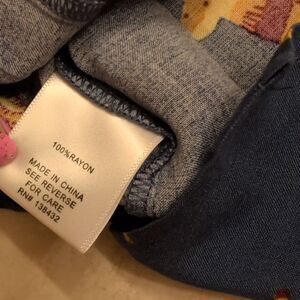 100%RAYON
MADE IN CHINA
SEE REVERSE
FOR CARE
RN# 138432